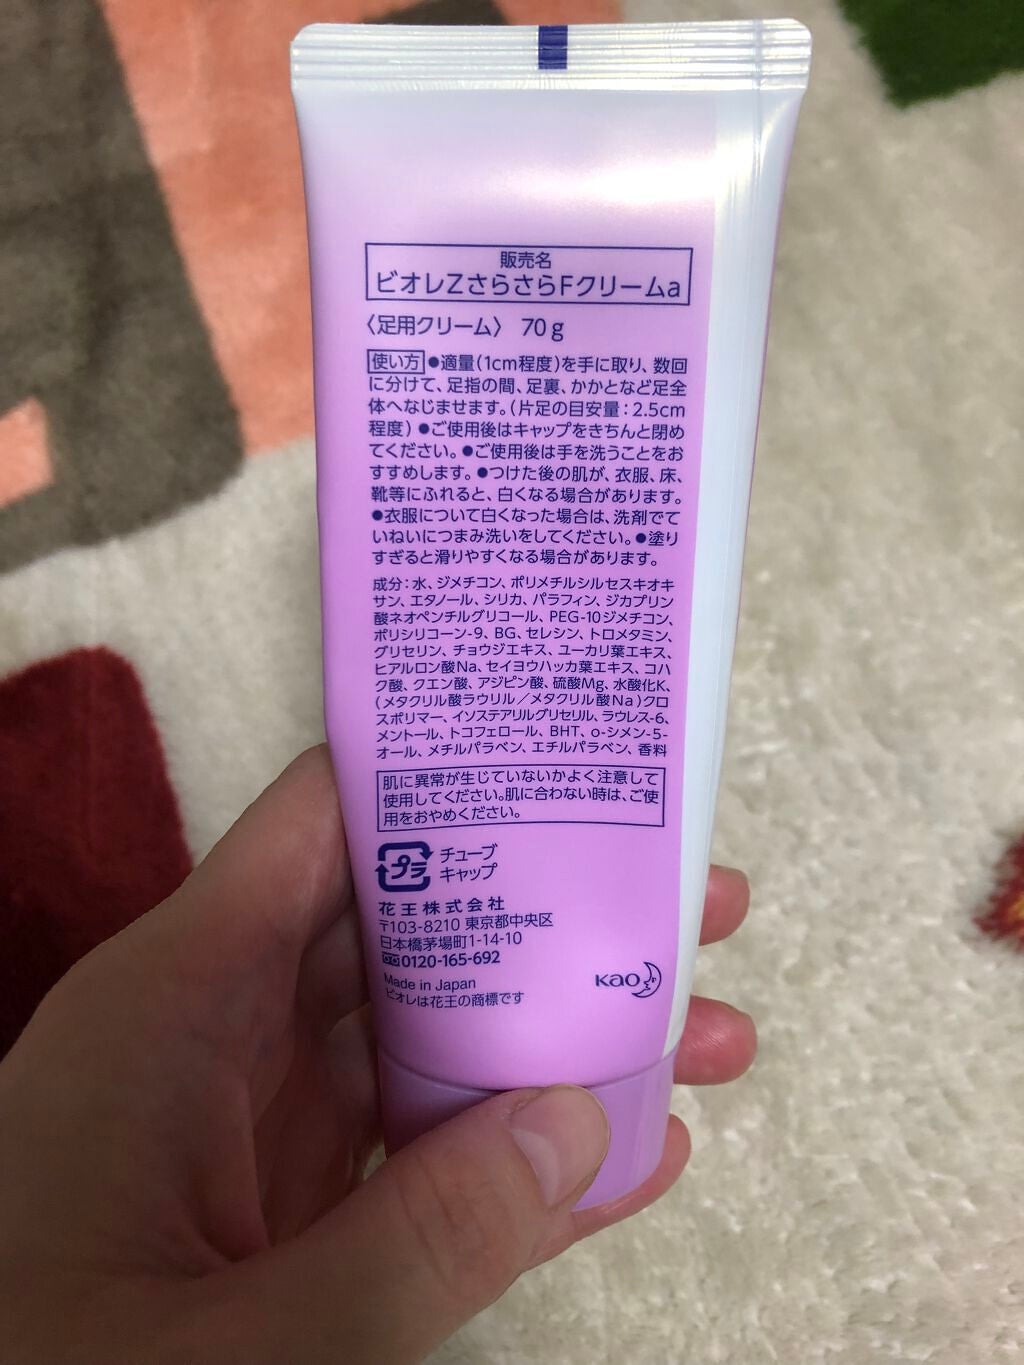 販売名
ビオレZさらさらFクリームa
〈足用クリーム〉 70g
使い方 ●適量(1cm程度)を手に取り、数回
に分けて、足指の間、足裏、かかとなど足全
体へなじませます。(片足の目安量：2.5cm
程度) ●ご使用後はキャップをきちんと閉め
てください。●ご使用後は手を洗うことをお
すすめします。●つけた後の肌が、衣服、床、
靴等にふれると、白くなる場合があります。
●衣服について白くなった場合は、洗剤でて
いねいにつまみ洗いをしてください。●塗り
すぎると滑りやすくなる場合があります。
成分：水、ジメチコン、ポリメチルシルセスキオキ
サン、エタノール、シリカ、パラフィン、ジカプリン
酸ネオペンチルグリコール、PEG-10ジメチコン、
ポリシリコーン-9、BG、セレシン、トロメタミン、
グリセリン、チョウジエキス、ユーカリ葉エキス、
ヒアルロン酸Na、セイヨウハッカ葉エキス、コハ
ク酸、クエン酸、アジピン酸、硫酸Mg、水酸化K、
(メタクリル酸ラウリル／メタクリル酸Na)クロ
スポリマー、イソステアリルグリセリル、ラウレス-6、
メントール、トコフェロール、BHT、o-シメン-5-
オール、メチルパラベン、エチルパラベン、香料
肌に異常が生じていないかよく注意して
使用してください。肌に合わない時は、ご使
用をおやめください。
プラ チューブ
キャップ
花王株式会社
〒103-8210 東京都中央区
日本橋茅場町1-14-10
0120-165-692
Made in Japan
ビオレは花王の商標です
Kao